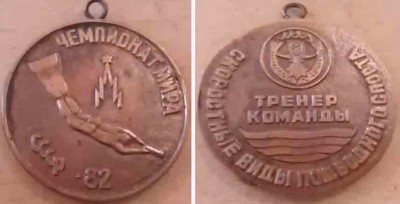 ЧЕМПИОНАТ МИРА
СССР -82
ТРЕНЕР
КОМАНДЫ
СКОРОСТНЫЕ ВИДЫ ПОДВОДНОГО СПОРТА